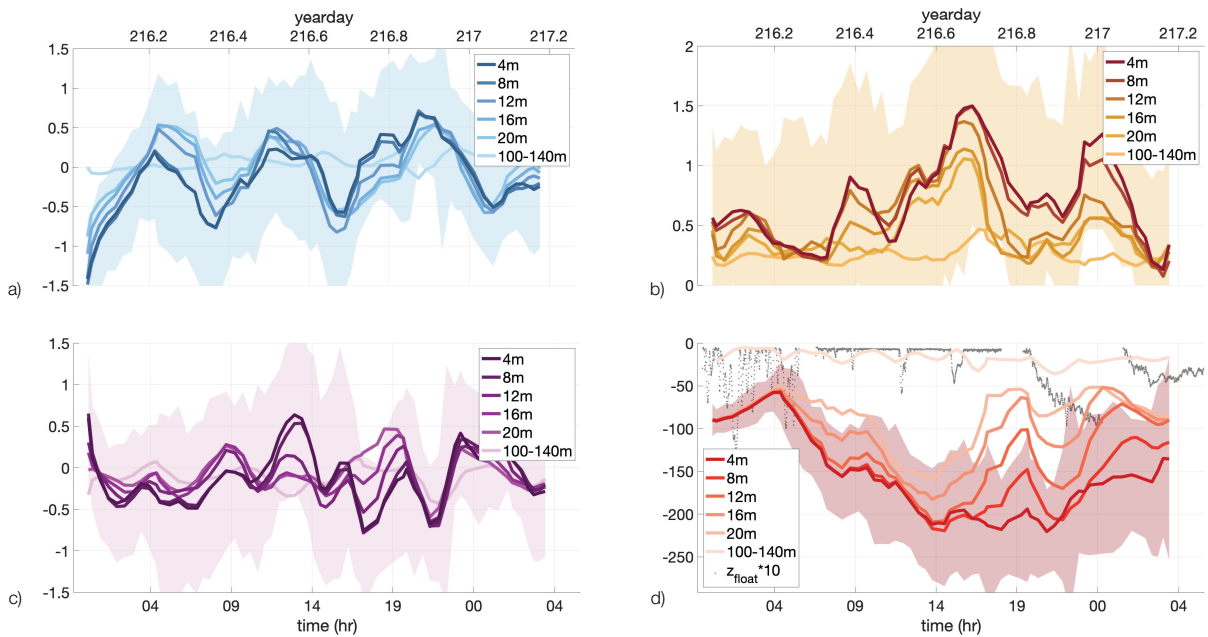 yearday
216.2 216.4 216.6 216.8 217 217.2
1.5
1
0.5
0
-0.5
-1
-1.5
4m
8m
12m
16m
20m
100-140m
a)
yearday
216.2 216.4 216.6 216.8 217 217.2
2
1.5
1
0.5
0
4m
8m
12m
16m
20m
100-140m
b)
1.5
1
0.5
0
-0.5
-1
-1.5
4m
8m
12m
16m
20m
100-140m
c)
04 09 14 19 00 04
time (hr)
0
-50
-100
-150
-200
-250
4m
8m
12m
16m
20m
100-140m
z_float*10
d)
04 09 14 19 00 04
time (hr)